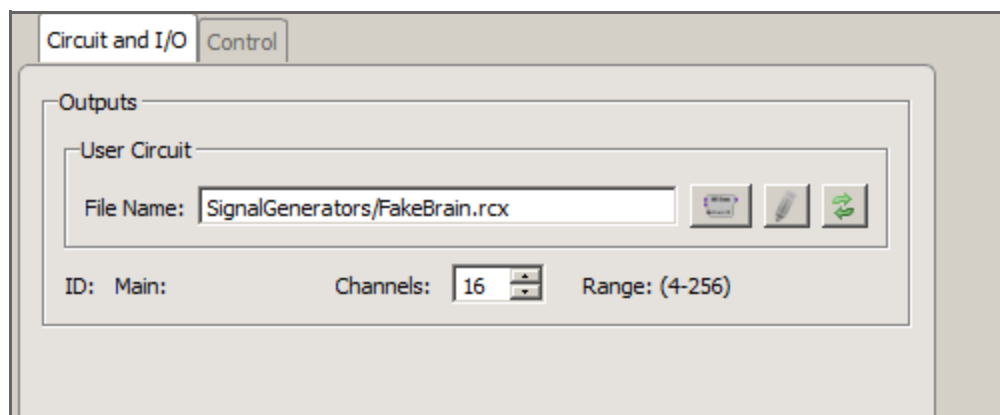 Circuit and I/O Control
Outputs
User Circuit
File Name: SignalGenerators/FakeBrain.rcx
ID: Main: Channels: 16 Range: (4-256)